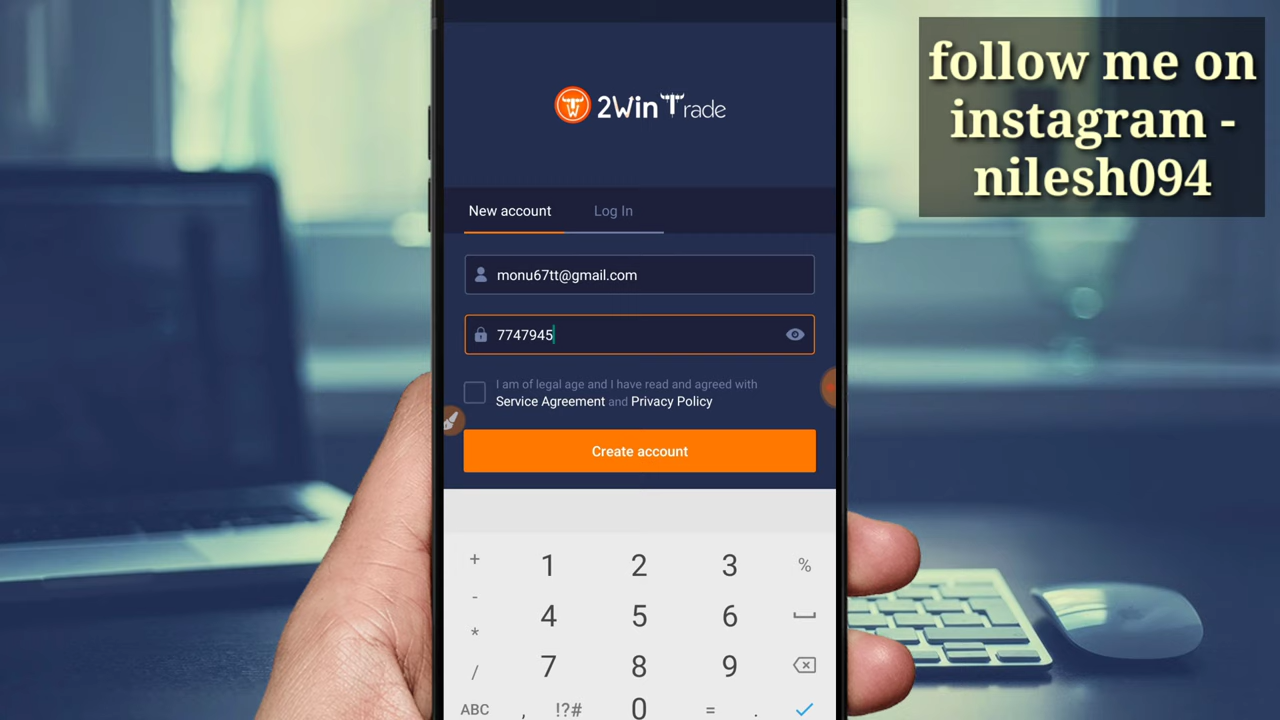 follow me on
instagram -
nilesh094
2Win Trade
New account
Log In
monu67tt@gmail.com
7747945
I am of legal age and I have read and agreed with
Service Agreement and Privacy Policy
Create account
+ 1 2 3 %
- 4 5 6
*
/ 7 8 9
ABC , !?# 0 = .